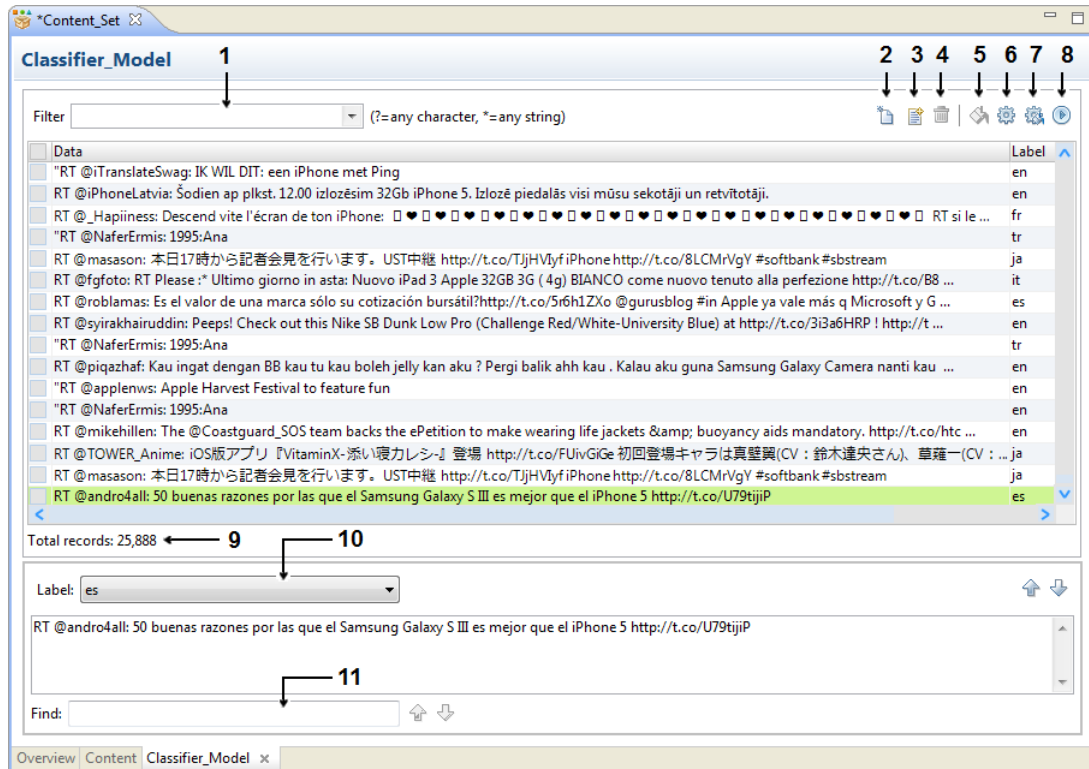 *Content_Set
Classifier_Model
1
2 3 4 5 6 7 8
Filter (?=any character, *=any string)
Data Label
"RT @iTranslateSwag: IK WIL DIT: een iPhone met Ping en
RT @iPhoneLatvia: Šodien ap plkst. 12.00 izlozēsim 32Gb iPhone 5. Izlozē piedalās visi mūsu sekotāji un retvītotāji. en
RT @_Hapiiness: Descend vite l'écran de ton iPhone: ▯♥▯♥▯♥▯♥▯♥▯♥▯♥▯♥▯♥▯♥▯♥▯♥▯♥▯♥▯♥▯♥▯♥▯ RT si le ... fr
"RT @NaferErmis: 1995:Ana tr
RT @masason: 本日17時から記者会見を行います。UST中継 http://t.co/TJjHVIyf iPhone http://t.co/8LCMrVgY #softbank #sbstream ja
RT @fgfoto: RT Please :* Ultimo giorno in asta: Nuovo iPad 3 Apple 32GB 3G ( 4g) BIANCO come nuovo tenuto alla perfezione http://t.co/B8 ... it
RT @roblamas: Es el valor de una marca sólo su cotización bursátil?http://t.co/5r6h1ZXo @gurusblog #in Apple ya vale más q Microsoft y G ... es
RT @syirakhairuddin: Peeps! Check out this Nike SB Dunk Low Pro (Challenge Red/White-University Blue) at http://t.co/3i3a6HRP ! http://t ... en
"RT @NaferErmis: 1995:Ana tr
RT @piqazhaf: Kau ingat dengan BB kau tu kau boleh jelly kan aku ? Pergi balik ahh kau . Kalau aku guna Samsung Galaxy Camera nanti kau ... en
"RT @applenws: Apple Harvest Festival to feature fun en
"RT @NaferErmis: 1995:Ana en
RT @mikehillen: The @Coastguard_SOS team backs the ePetition to make wearing life jackets &amp; buoyancy aids mandatory. http://t.co/htc ... en
RT @TOWER_Anime: iOS版アプリ『VitaminX-添い寝カレシ-』登場 http://t.co/FUivGiGe 初回登場キャラは真壁翼(CV：鈴木達央さん)、草薙一(CV：... ja
RT @masason: 本日17時から記者会見を行います。UST中継 http://t.co/TJjHVIyf iPhone http://t.co/8LCMrVgY #softbank #sbstream ja
RT @andro4all: 50 buenas razones por las que el Samsung Galaxy S III es mejor que el iPhone 5 http://t.co/U79tijiP es
Total records: 25,888 9
10
Label: es
RT @andro4all: 50 buenas razones por las que el Samsung Galaxy S III es mejor que el iPhone 5 http://t.co/U79tijiP
11
Find:
Overview Content Classifier_Model